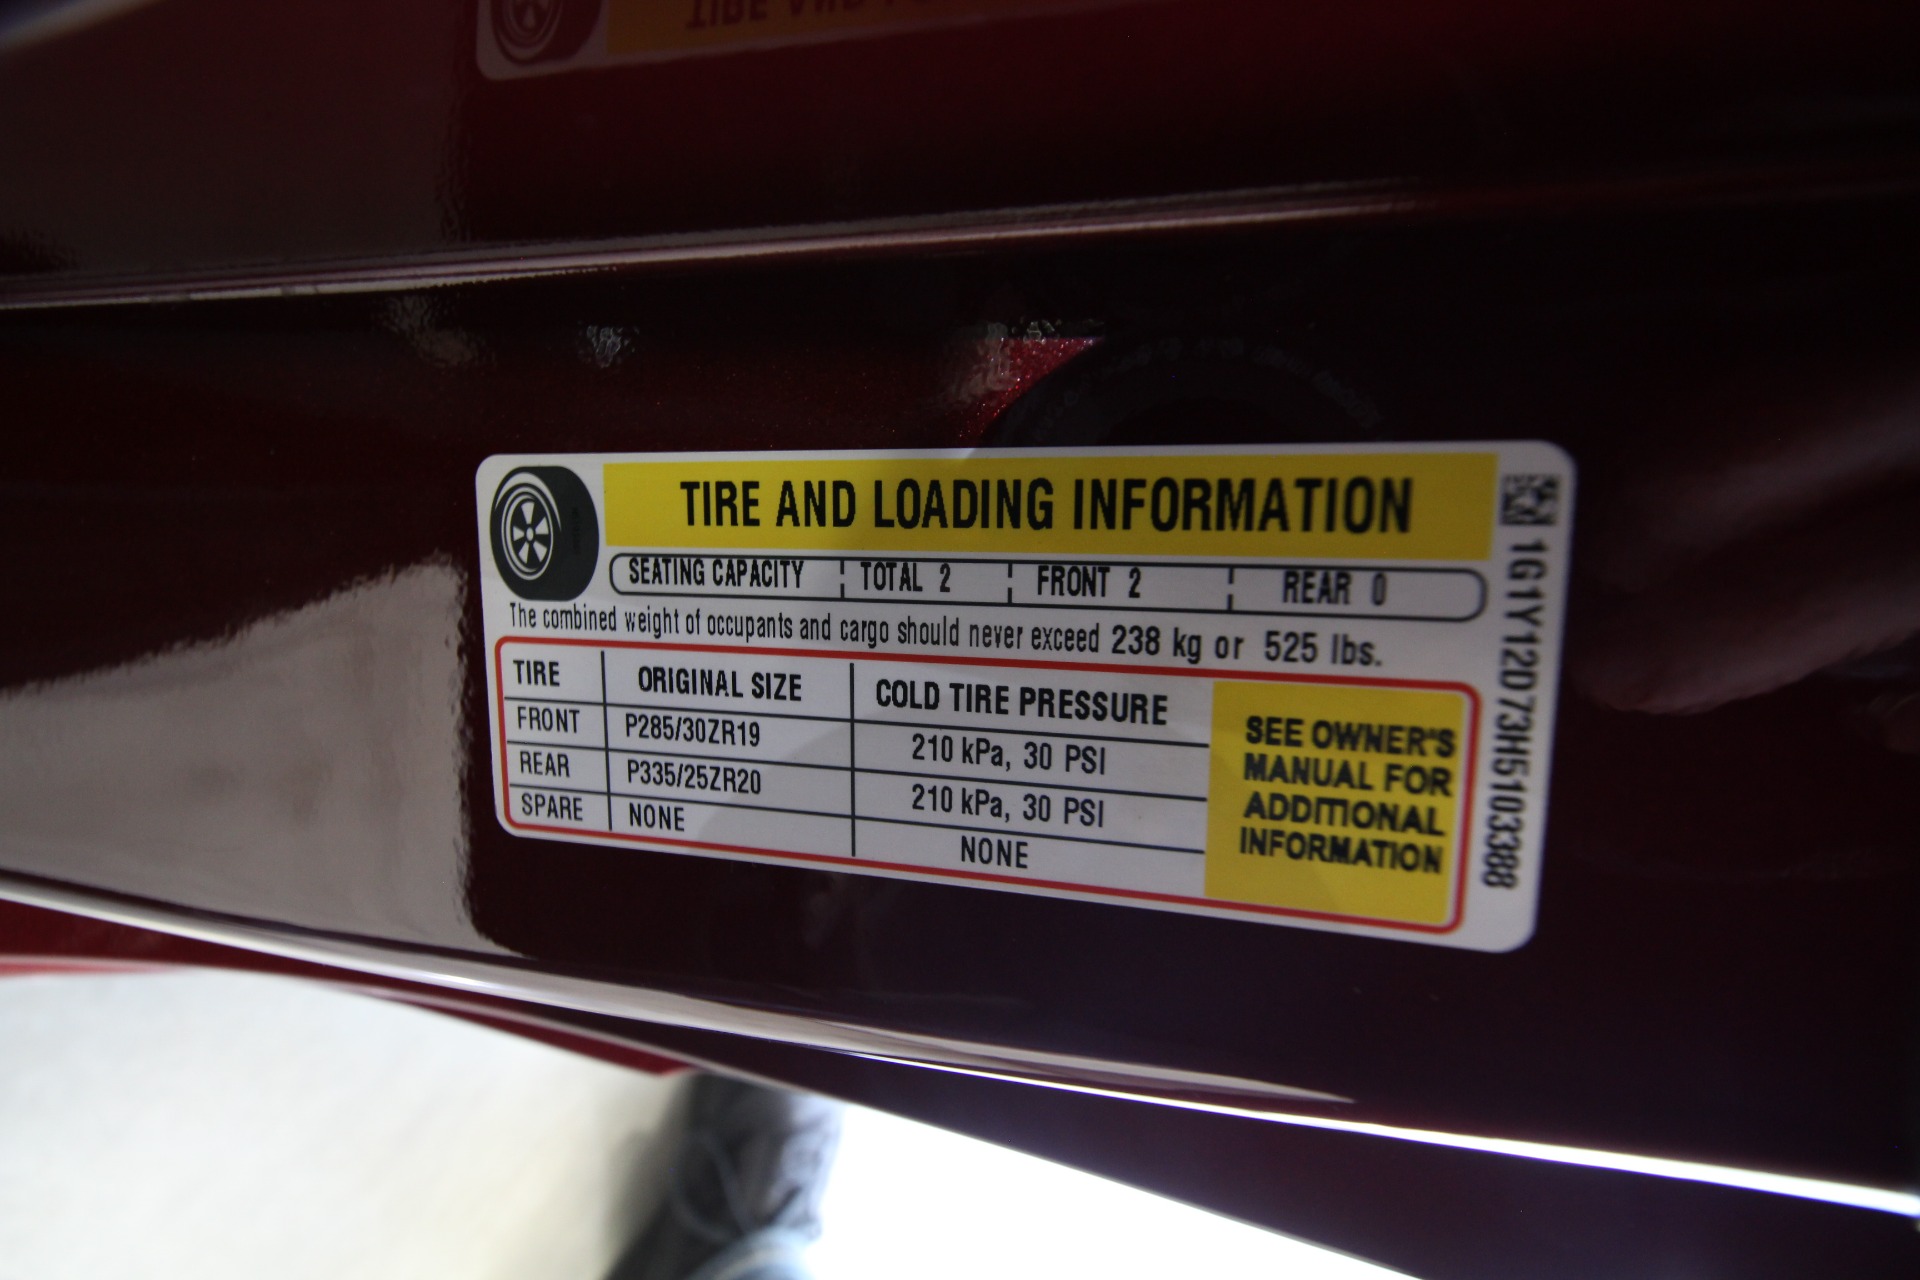 TIRE AND LOADING INFORMATION
SEATING CAPACITY TOTAL 2 FRONT 2 REAR 0
The combined weight of occupants and cargo should never exceed 238 kg or 525 lbs.
TIRE ORIGINAL SIZE COLD TIRE PRESSURE
FRONT P285/30ZR19 210 kPa, 30 PSI
REAR P335/25ZR20 210 kPa, 30 PSI
SPARE NONE NONE
SEE OWNER'S
MANUAL FOR
ADDITIONAL
INFORMATION
1G1Y12D73H5103388